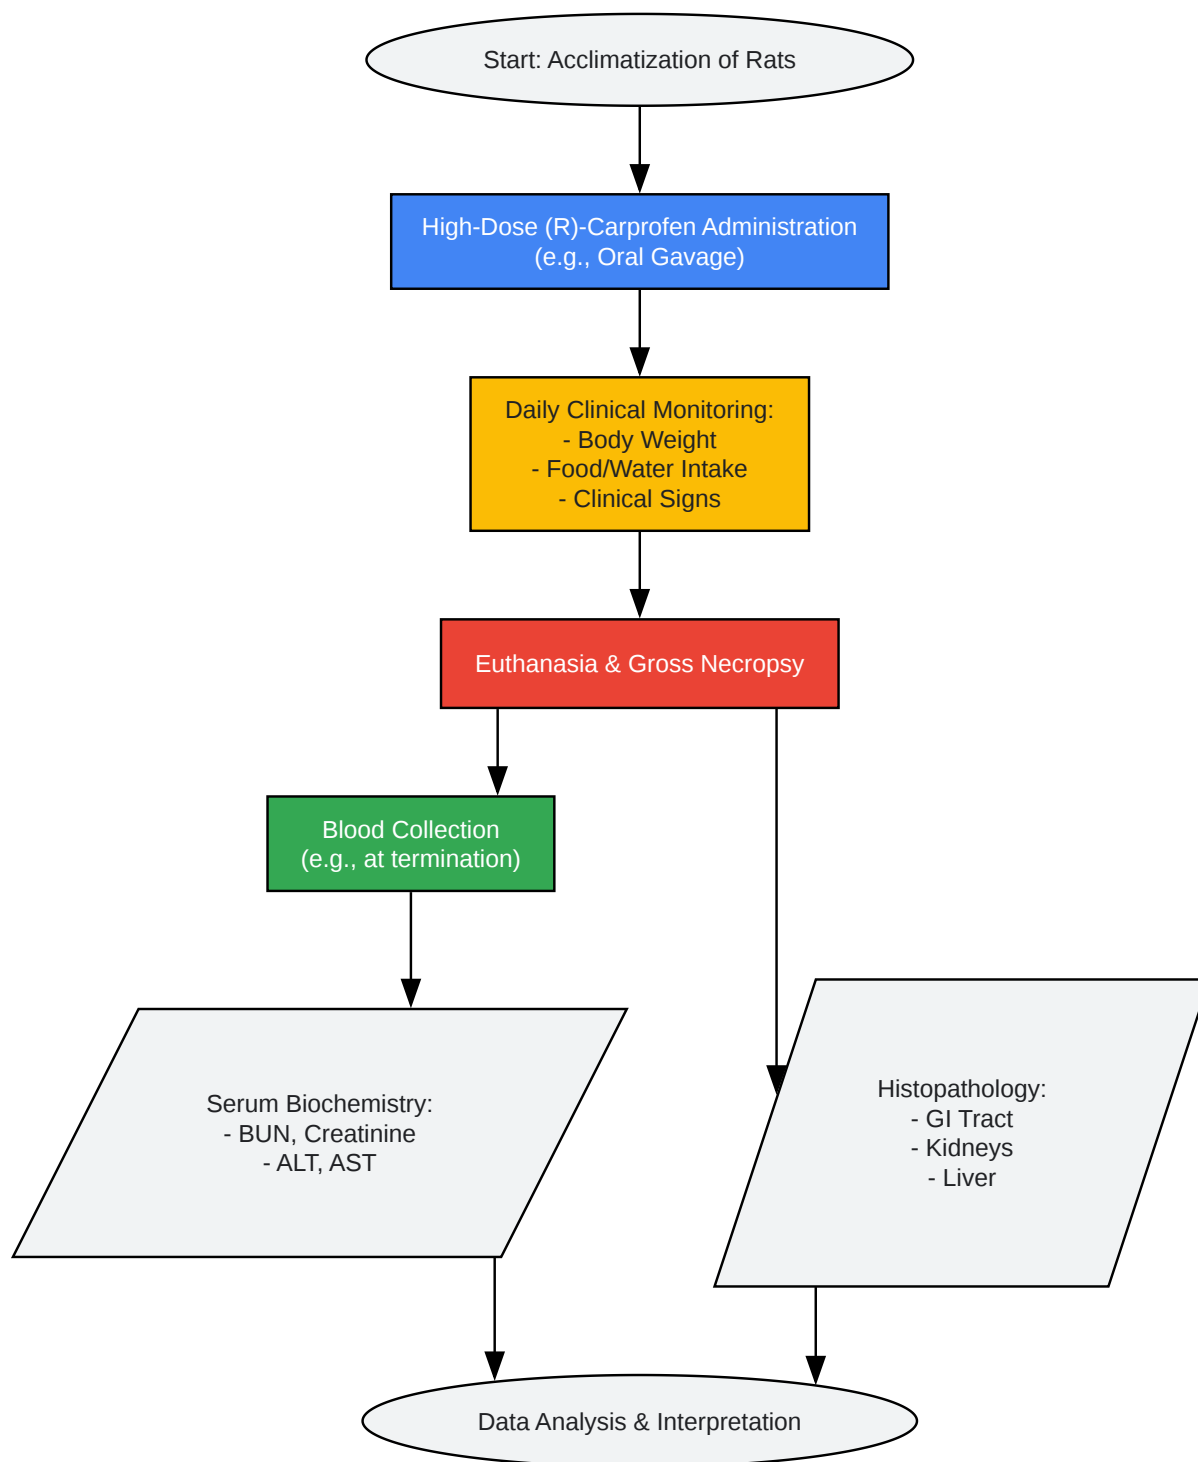 Start: Acclimatization of Rats
High-Dose (R)-Carprofen Administration
(e.g., Oral Gavage)
Daily Clinical Monitoring:
- Body Weight
- Food/Water Intake
- Clinical Signs
Euthanasia & Gross Necropsy
Blood Collection
(e.g., at termination)
Serum Biochemistry:
- BUN, Creatinine
- ALT, AST
Histopathology:
- GI Tract
- Kidneys
- Liver
Data Analysis & Interpretation